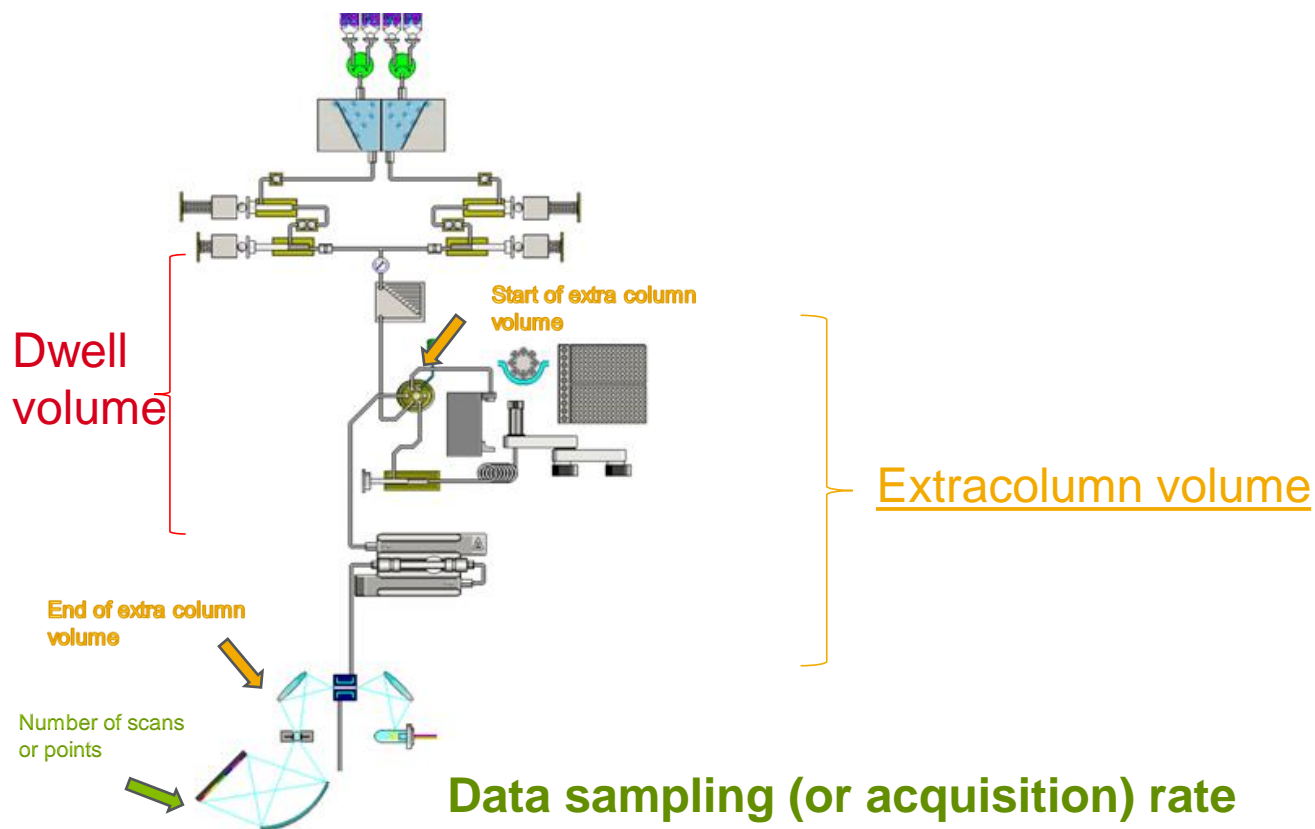 Start of extra column
volume
Dwell
volume
Extracolumn volume
End of extra column
volume
Number of scans
or points
Data sampling (or acquisition) rate